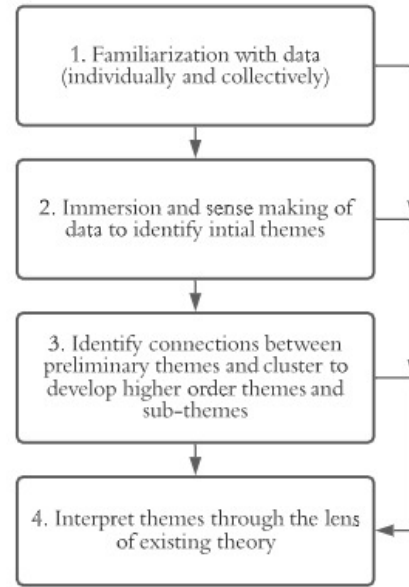 1. Familiarization with data
(individually and collectively)
2. Immersion and sense making of
data to identify intial themes
3. Identify connections between
preliminary themes and cluster to
develop higher order themes and
sub-themes
4. Interpret themes through the lens
of existing theory